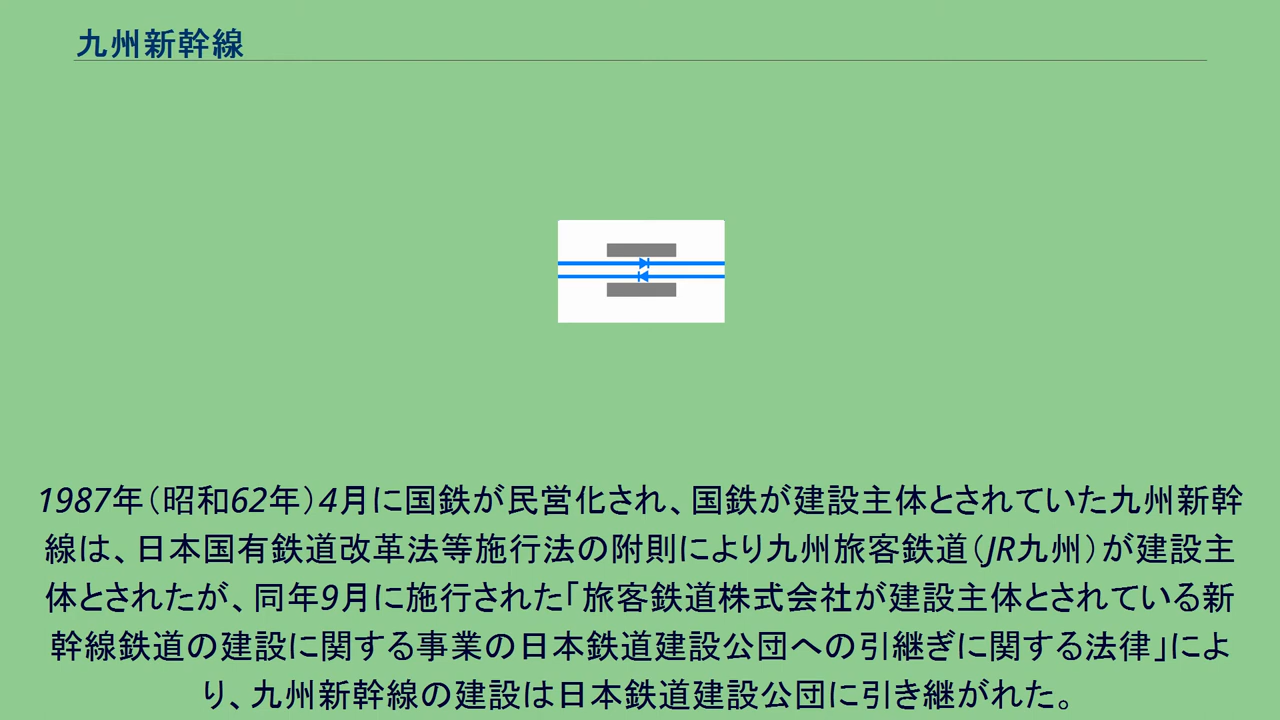 九州新幹線
1987年（昭和62年）4月に国鉄が民営化され、国鉄が建設主体とされていた九州新幹
線は、日本国有鉄道改革法等施行法の附則により九州旅客鉄道（JR九州）が建設主
体とされたが、同年9月に施行された「旅客鉄道株式会社が建設主体とされている新
幹線鉄道の建設に関する事業の日本鉄道建設公団への引継ぎに関する法律」によ
り、九州新幹線の建設は日本鉄道建設公団に引き継がれた。